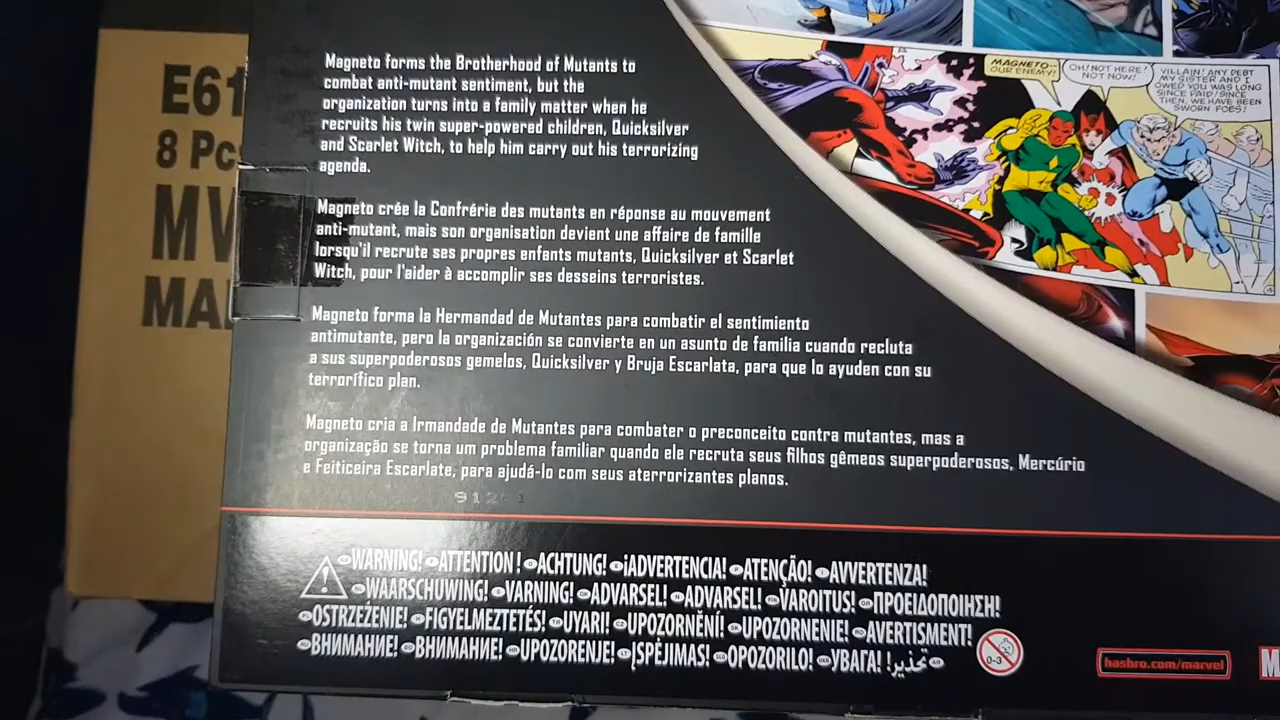 E61
8 Pc
MV
MAI
Magneto forms the Brotherhood of Mutants to
combat anti-mutant sentiment, but the
organization turns into a family matter when he
recruits his twin super-powered children, Quicksilver
and Scarlet Witch, to help him carry out his terrorizing
agenda.
Magneto crée la Confrérie des mutants en réponse au mouvement
anti-mutant, mais son organisation devient une affaire de famille
lorsqu'il recrute ses propres enfants mutants, Quicksilver et Scarlet
Witch, pour l'aider à accomplir ses desseins terroristes.
Magneto forma la Hermandad de Mutantes para combatir el sentimiento
antimutante, pero la organización se convierte en un asunto de familia cuando recluta
a sus superpoderosos gemelos, Quicksilver y Bruja Escarlata, para que lo ayuden con su
terrorífico plan.
Magneto cria a Irmandade de Mutantes para combater o preconceito contra mutantes, mas a
organização se torna um problema familiar quando ele recruta seus filhos gêmeos superpoderosos, Mercúrio
e Feiticeira Escarlate, para ajudá-lo com seus aterrorizantes planos.
MAGNETO--
OUR ENEMY!
OH! NOT HERE!
NOT NOW!
VILLAIN! ANY DEBT
MY SISTER AND I
OWED YOU WAS LONG
SINCE PAID! SINCE
THEN, WE HAVE BEEN
SWORN FOES!
WARNING! ATTENTION! ACHTUNG! ¡ADVERTENCIA! ATENÇÃO! AVVERTENZA!
WAARSCHUWING! VARNING! ADVARSEL! ADVARSEL! VAROITUS! ΠΡΟΕΙΔΟΠΟΙΗΣΗ!
OSTRZEŻENIE! FIGYELMEZTETÉS! UYARI! UPOZORNĚNÍ! UPOZORNENIE! AVERTISMENT!
ВНИМАНИЕ! ВНИМАНИЕ! UPOZORENJE! ĮSPĖJIMAS! OPOZORILO! УВАГА! تحذير!
0-3
hasbro.com/marvel
M